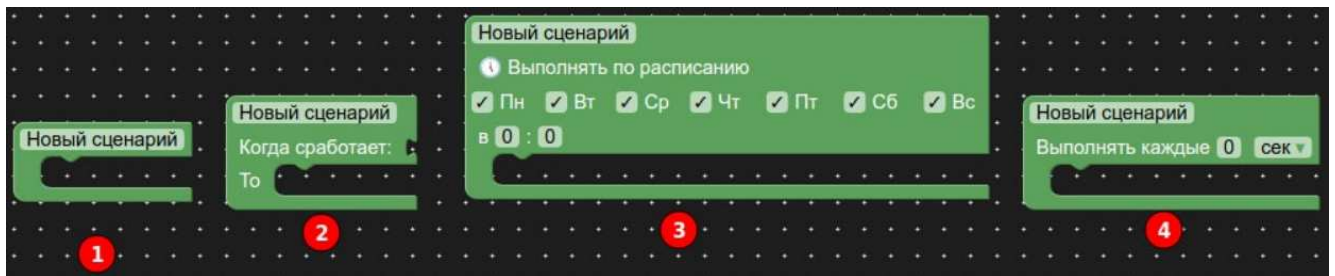 Новый сценарий
1
Новый сценарий
Когда сработает:
То
2
Новый сценарий
Выполнять по расписанию
Пн Вт Ср Чт Пт Сб Вс
в 0 : 0
3
Новый сценарий
Выполнять каждые 0 сек
4